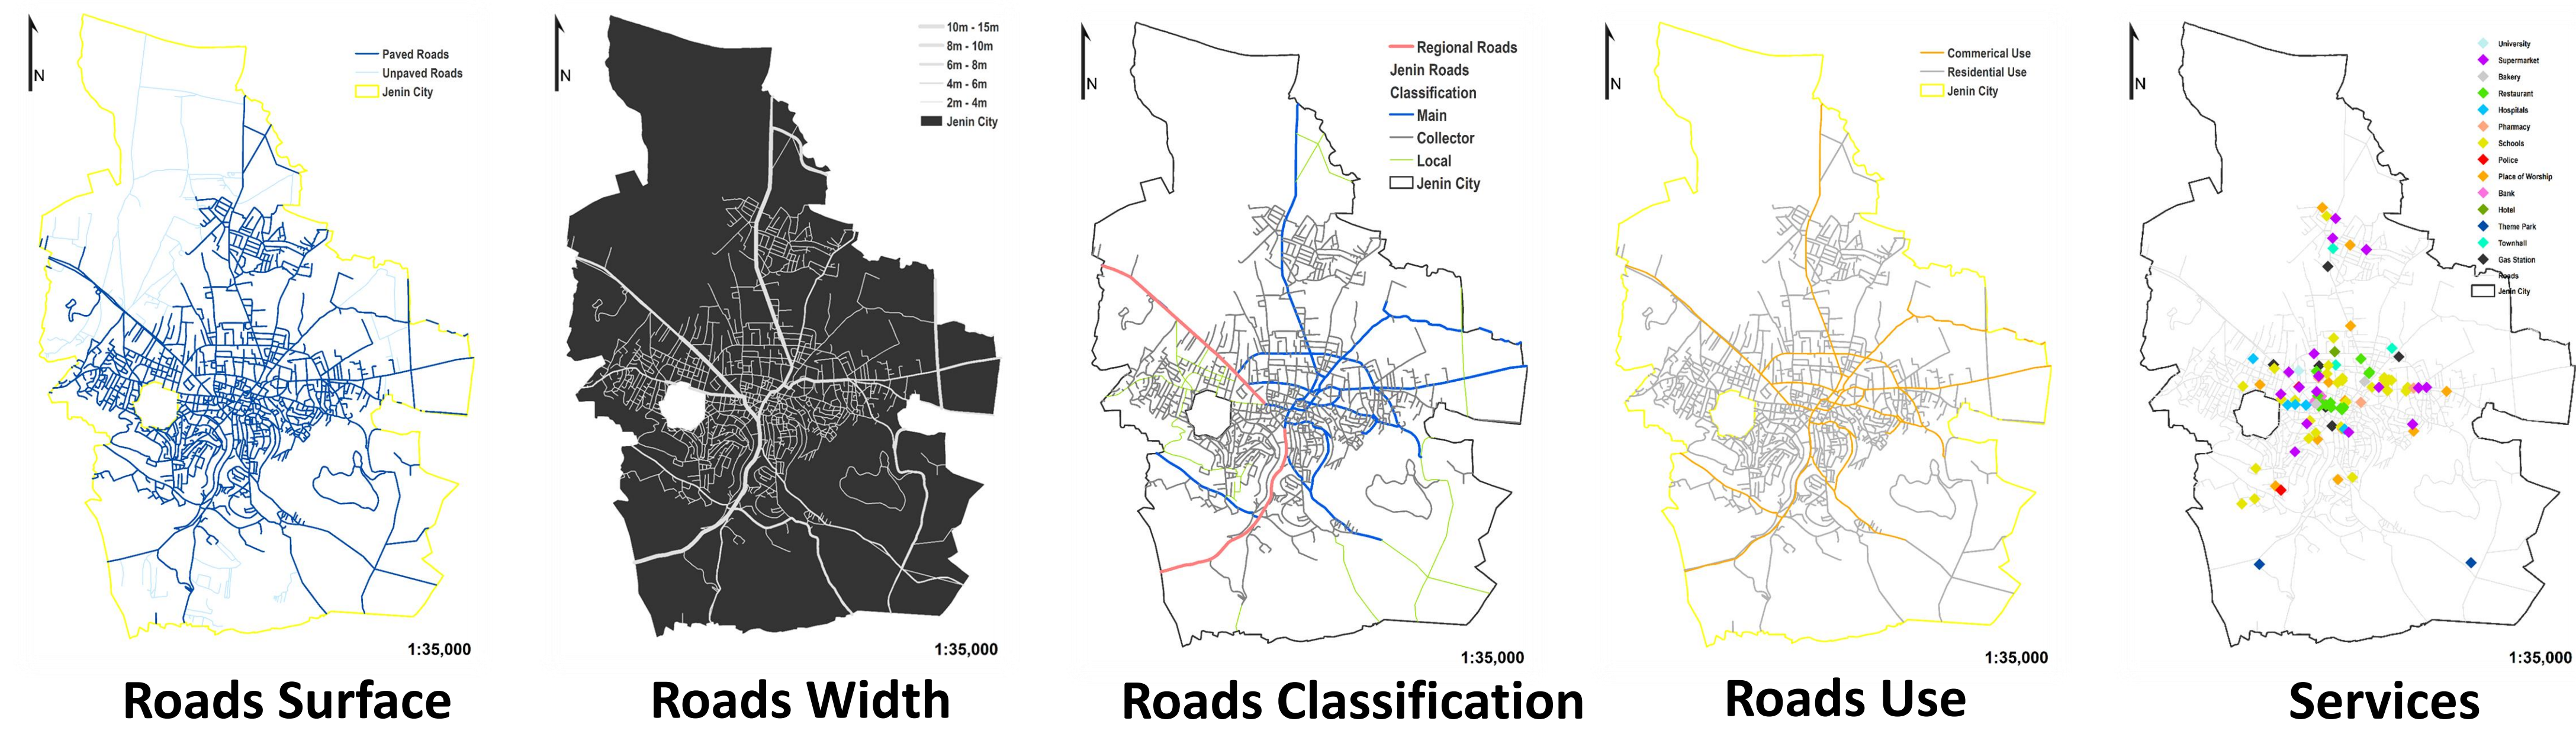 N
Paved Roads
Unpaved Roads
Jenin City
1:35,000
Roads Surface
N
10m - 15m
8m - 10m
6m - 8m
4m - 6m
2m - 4m
Jenin City
1:35,000
Roads Width
N
Regional Roads
Jenin Roads
Classification
Main
Collector
Local
Jenin City
1:35,000
Roads Classification
N
Commerical Use
Residential Use
Jenin City
1:35,000
Roads Use
N
University
Supermarket
Bakery
Restaurant
Hospitals
Pharmacy
Schools
Police
Place of Worship
Bank
Hotel
Theme Park
Townhall
Gas Station
Roads
Jenin City
1:35,000
Services